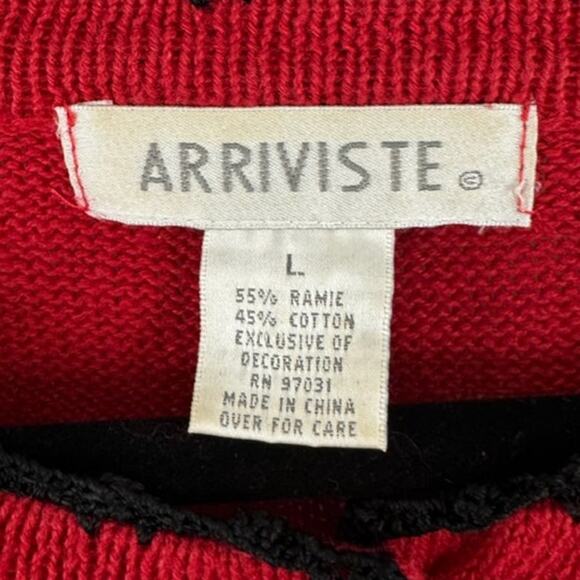 ARRIVISTE ©
L
55% RAMIE
45% COTTON
EXCLUSIVE OF
DECORATION
RN 97031
MADE IN CHINA
OVER FOR CARE